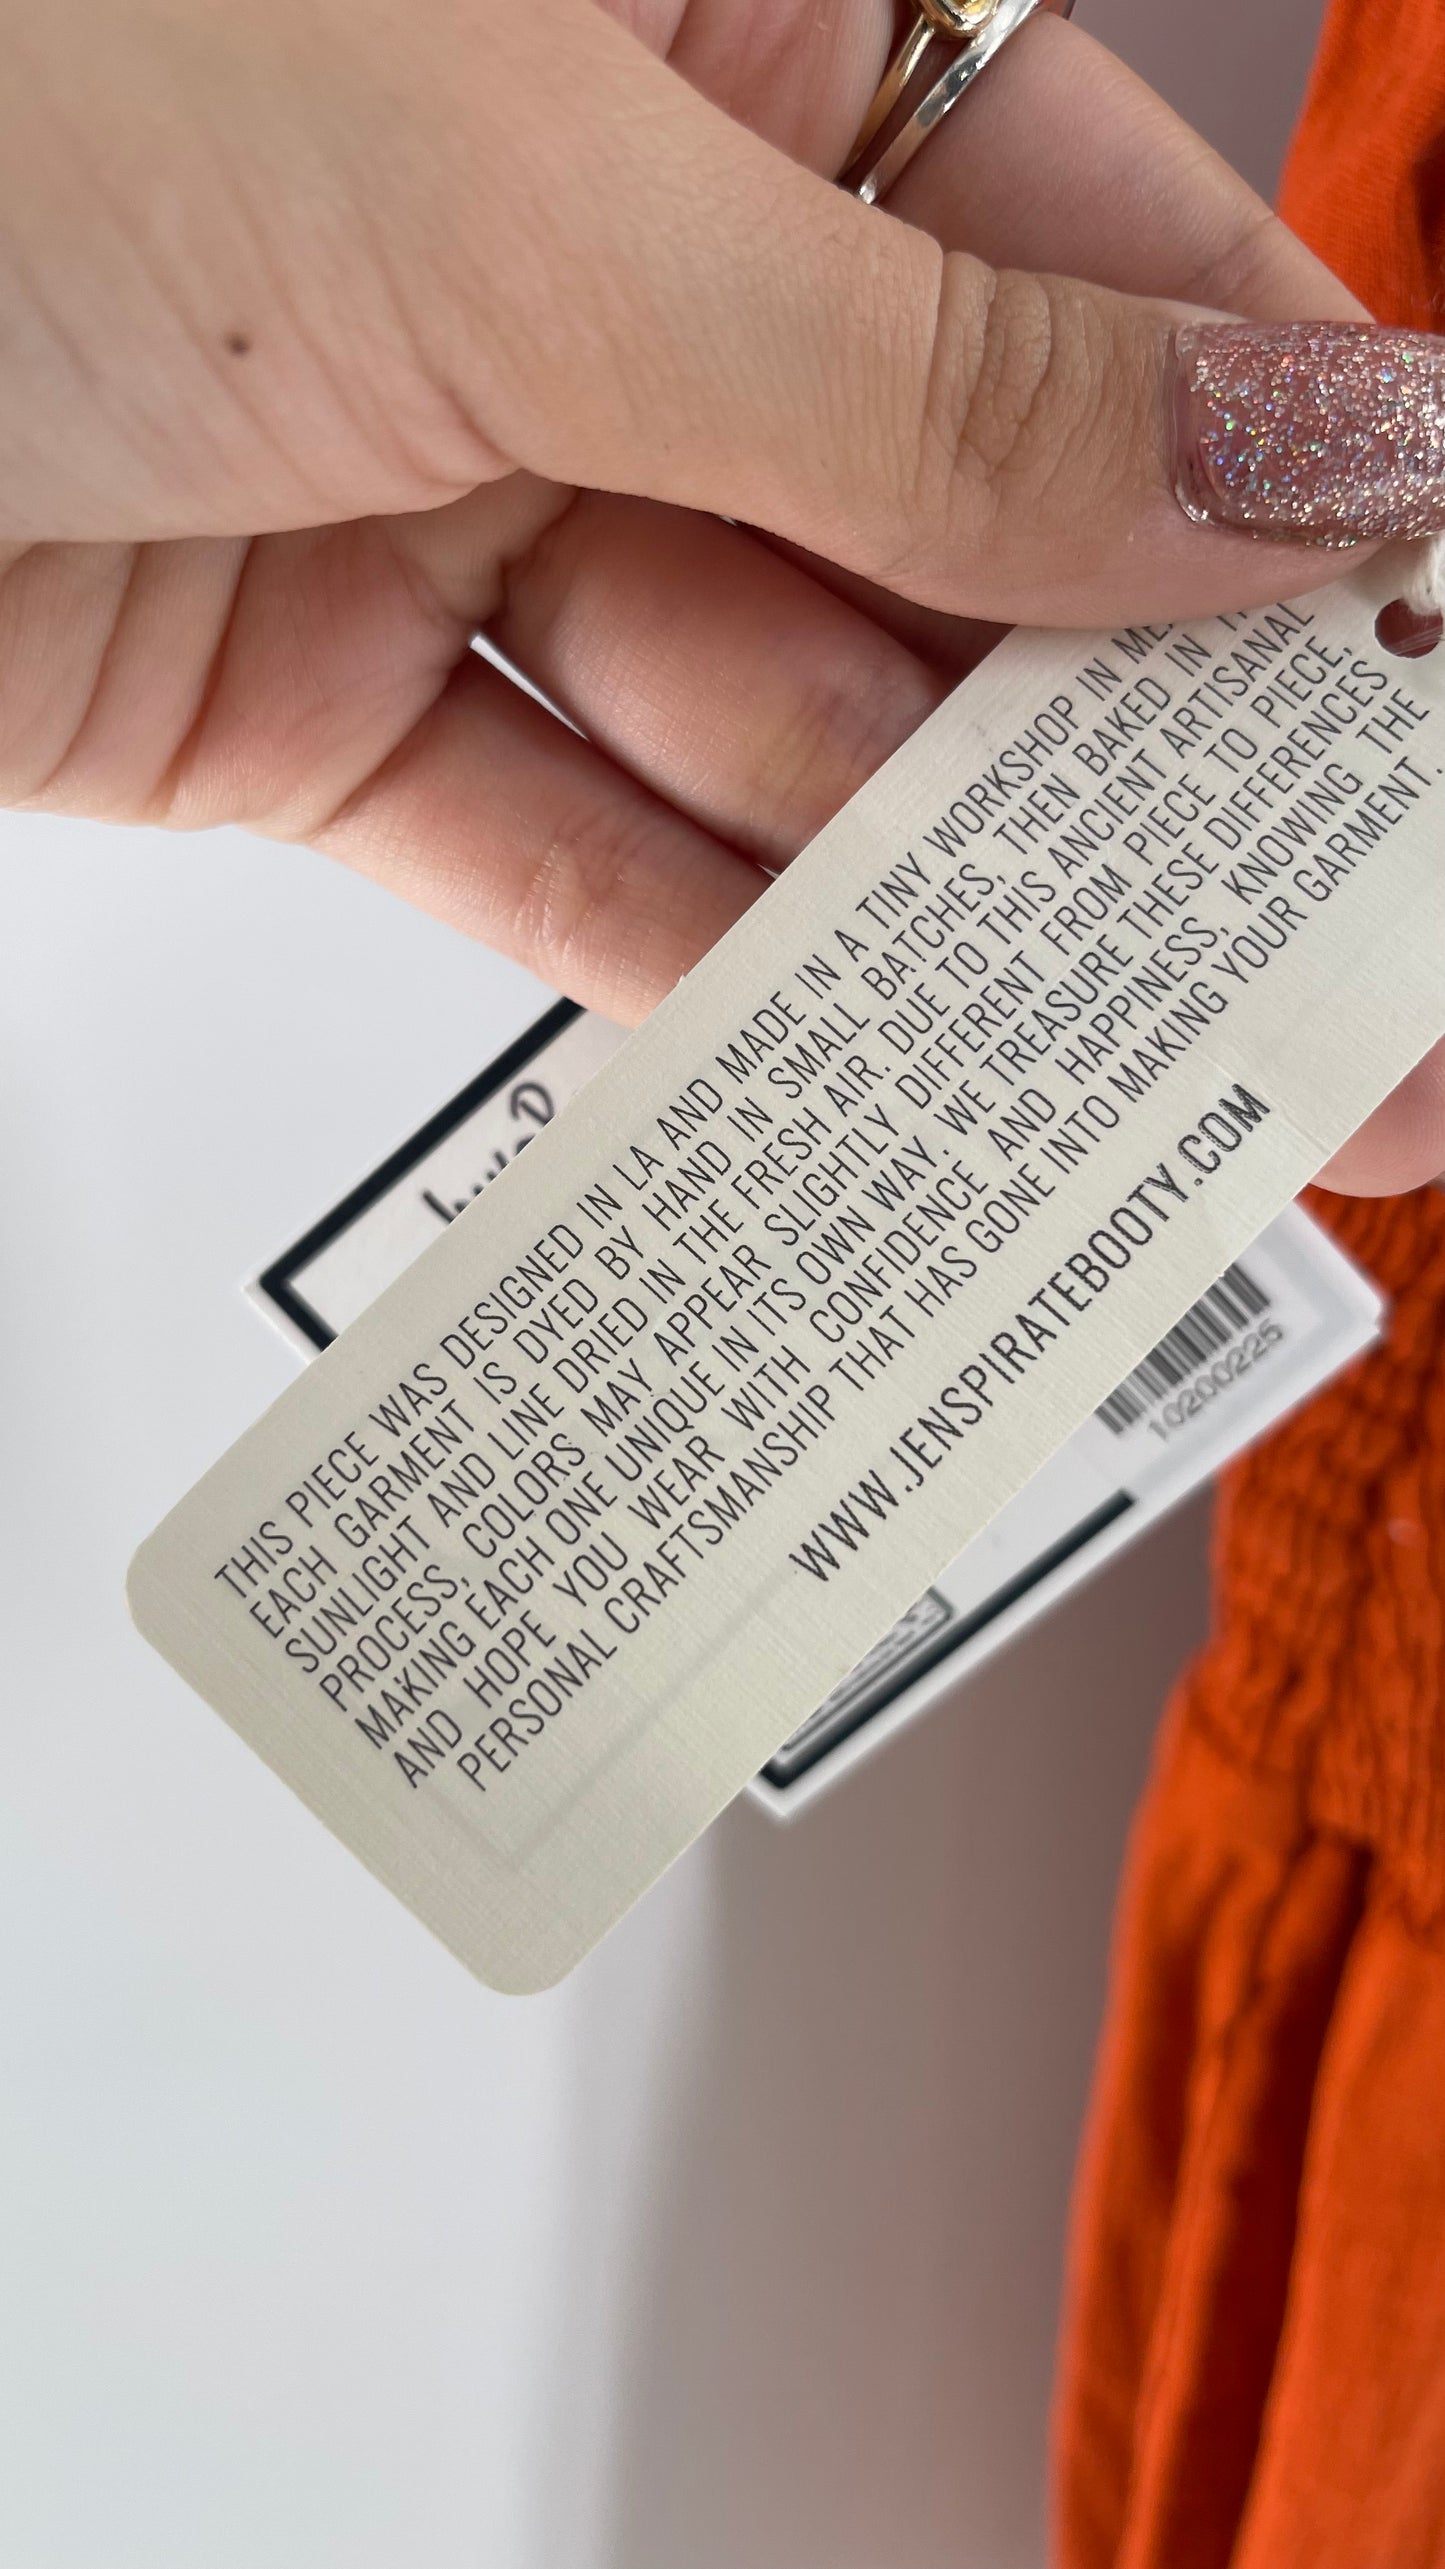 THIS PIECE WAS DESIGNED IN LA AND MADE IN A TINY WORKSHOP IN
EACH GARMENT IS DYED BY HAND IN SMALL BATCHES, THEN BAKED IN
SUNLIGHT AND LINE DRIED IN THE FRESH AIR. DUE TO THIS ANCIENT ARTISANAL
PROCESS, COLORS MAY APPEAR SLIGHTLY DIFFERENT FROM PIECE TO PIECE,
MAKING EACH ONE UNIQUE IN ITS OWN WAY. WE TREASURE THESE DIFFERENCES
AND HOPE YOU WEAR WITH CONFIDENCE AND HAPPINESS, KNOWING THE
PERSONAL CRAFTSMANSHIP THAT HAS GONE INTO MAKING YOUR GARMENT.
WWW.JENSPIRATEBOOTY.COM
10200225